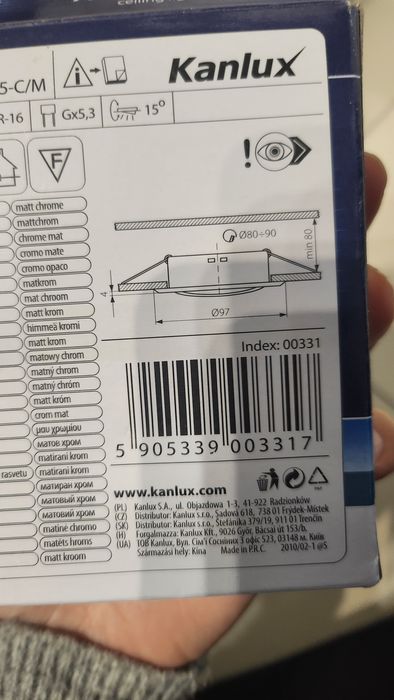 5-C/M
i
Kanlux
R-16
Gx5,3
15°
F
!
matt chrome
mattchrom
chrome mat
cromo mate
cromo opaco
matkrom
mat chroom
matt krom
himmeä kromi
matt krom
matowy chrom
matný chrom
matný chróm
matt króm
crom mat
ματ χρωμίου
матов хром
matirani krom
rasvetu matirani krom
матиран хром
матовый хром
матовий хром
matinė chromo
matēts hroms
matt kroom
Ø80÷90
min 80
4
Ø97
Index: 00331
5 905339 003317
www.kanlux.com
(PL) Kanlux S.A., ul. Objazdowa 1-3, 41-922 Radzionków
(CZ) Distributor: Kanlux s.r.o., Sadová 618, 738 01 Frýdek-Místek
(SK) Distributor: Kanlux s.r.o., Štefánika 379/19, 911 01 Trenčín
(H) Forgalmazza: Kanlux Kft., 9026 Győr, Bácsai út 153/b.
(UA) ТОВ Kanlux, Вул. Сім'ї Соснiних 3 офіс 523, 03148 м. Київ
Származási hely: Kína Made in P.R.C. 2010/02-1 @S